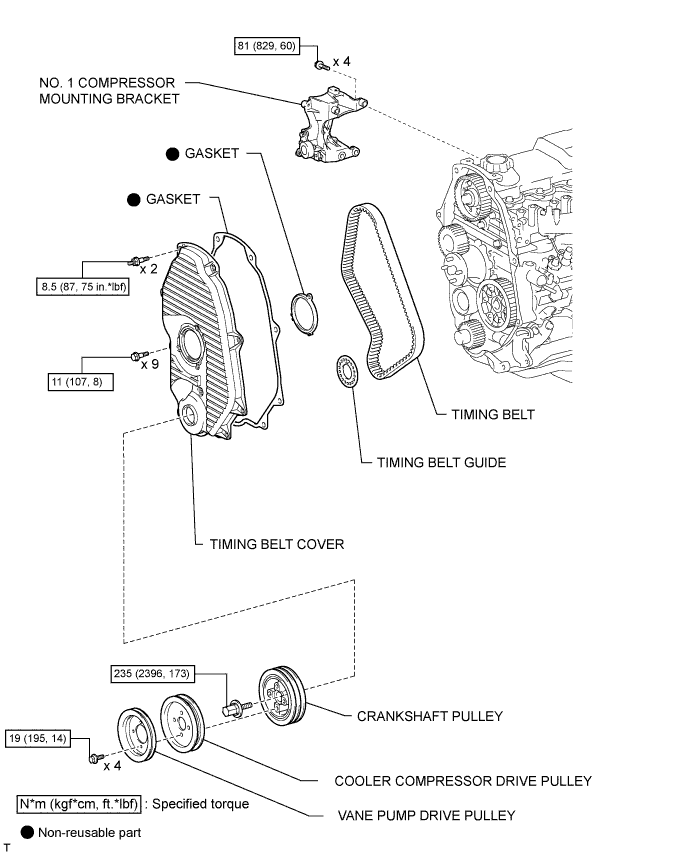 81 (829, 60)
x 4
NO. 1 COMPRESSOR
MOUNTING BRACKET
GASKET
GASKET
x 2
8.5 (87, 75 in.*lbf)
x 9
11 (107, 8)
TIMING BELT
TIMING BELT GUIDE
TIMING BELT COVER
235 (2396, 173)
CRANKSHAFT PULLEY
19 (195, 14)
x 4
COOLER COMPRESSOR DRIVE PULLEY
N*m (kgf*cm, ft.*lbf) : Specified torque
VANE PUMP DRIVE PULLEY
Non-reusable part
T